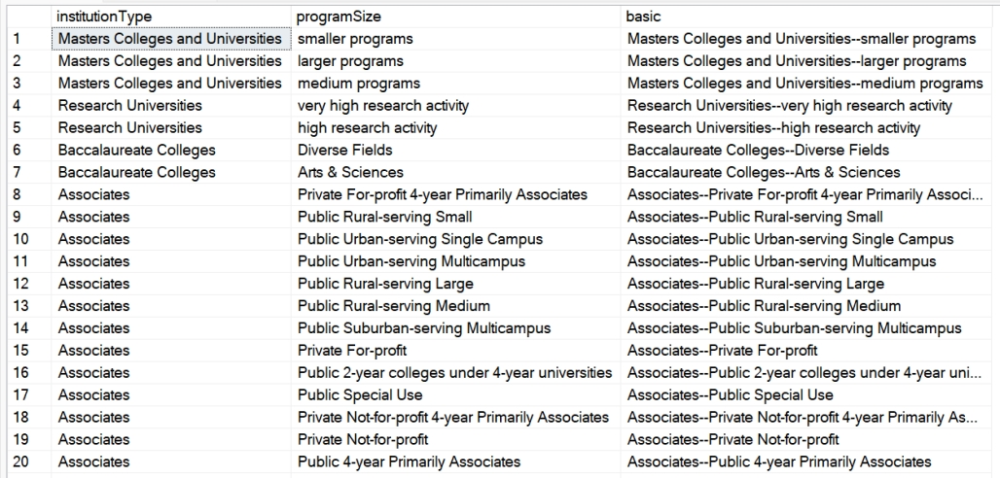 institutionType programSize basic
1 Masters Colleges and Universities smaller programs Masters Colleges and Universities--smaller programs
2 Masters Colleges and Universities larger programs Masters Colleges and Universities--larger programs
3 Masters Colleges and Universities medium programs Masters Colleges and Universities--medium programs
4 Research Universities very high research activity Research Universities--very high research activity
5 Research Universities high research activity Research Universities--high research activity
6 Baccalaureate Colleges Diverse Fields Baccalaureate Colleges--Diverse Fields
7 Baccalaureate Colleges Arts & Sciences Baccalaureate Colleges--Arts & Sciences
8 Associates Private For-profit 4-year Primarily Associates Associates--Private For-profit 4-year Primarily Associ...
9 Associates Public Rural-serving Small Associates--Public Rural-serving Small
10 Associates Public Urban-serving Single Campus Associates--Public Urban-serving Single Campus
11 Associates Public Urban-serving Multicampus Associates--Public Urban-serving Multicampus
12 Associates Public Rural-serving Large Associates--Public Rural-serving Large
13 Associates Public Rural-serving Medium Associates--Public Rural-serving Medium
14 Associates Public Suburban-serving Multicampus Associates--Public Suburban-serving Multicampus
15 Associates Private For-profit Associates--Private For-profit
16 Associates Public 2-year colleges under 4-year universities Associates--Public 2-year colleges under 4-year uni...
17 Associates Public Special Use Associates--Public Special Use
18 Associates Private Not-for-profit 4-year Primarily Associates Associates--Private Not-for-profit 4-year Primarily As...
19 Associates Private Not-for-profit Associates--Private Not-for-profit
20 Associates Public 4-year Primarily Associates Associates--Public 4-year Primarily Associates